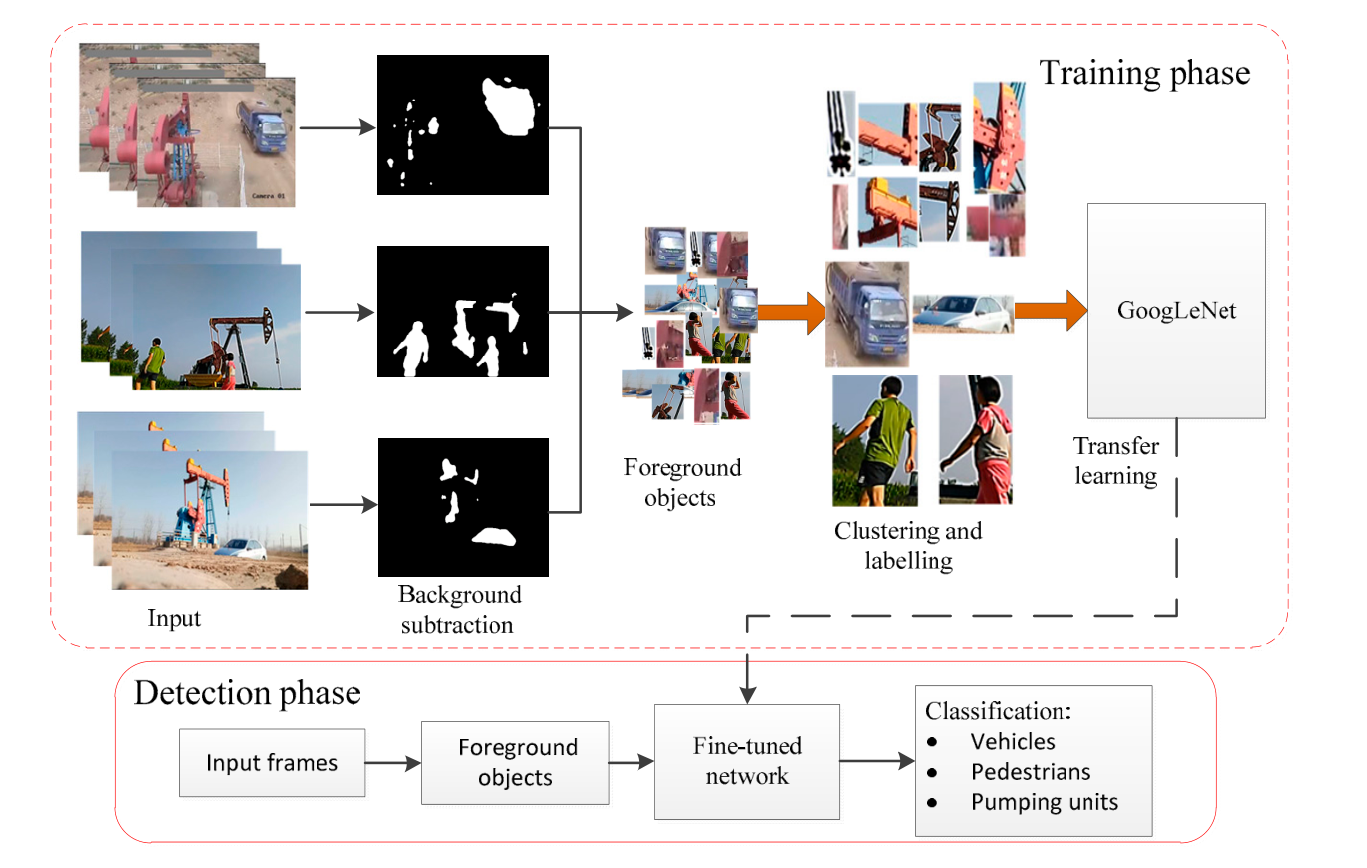 Training phase
Camera 01
GoogLeNet
Transfer
learning
Foreground
objects
Clustering and
labelling
Background
subtraction
Input
Detection phase
Input frames
Foreground
objects
Fine-tuned
network
Classification:
● Vehicles
● Pedestrians
● Pumping units